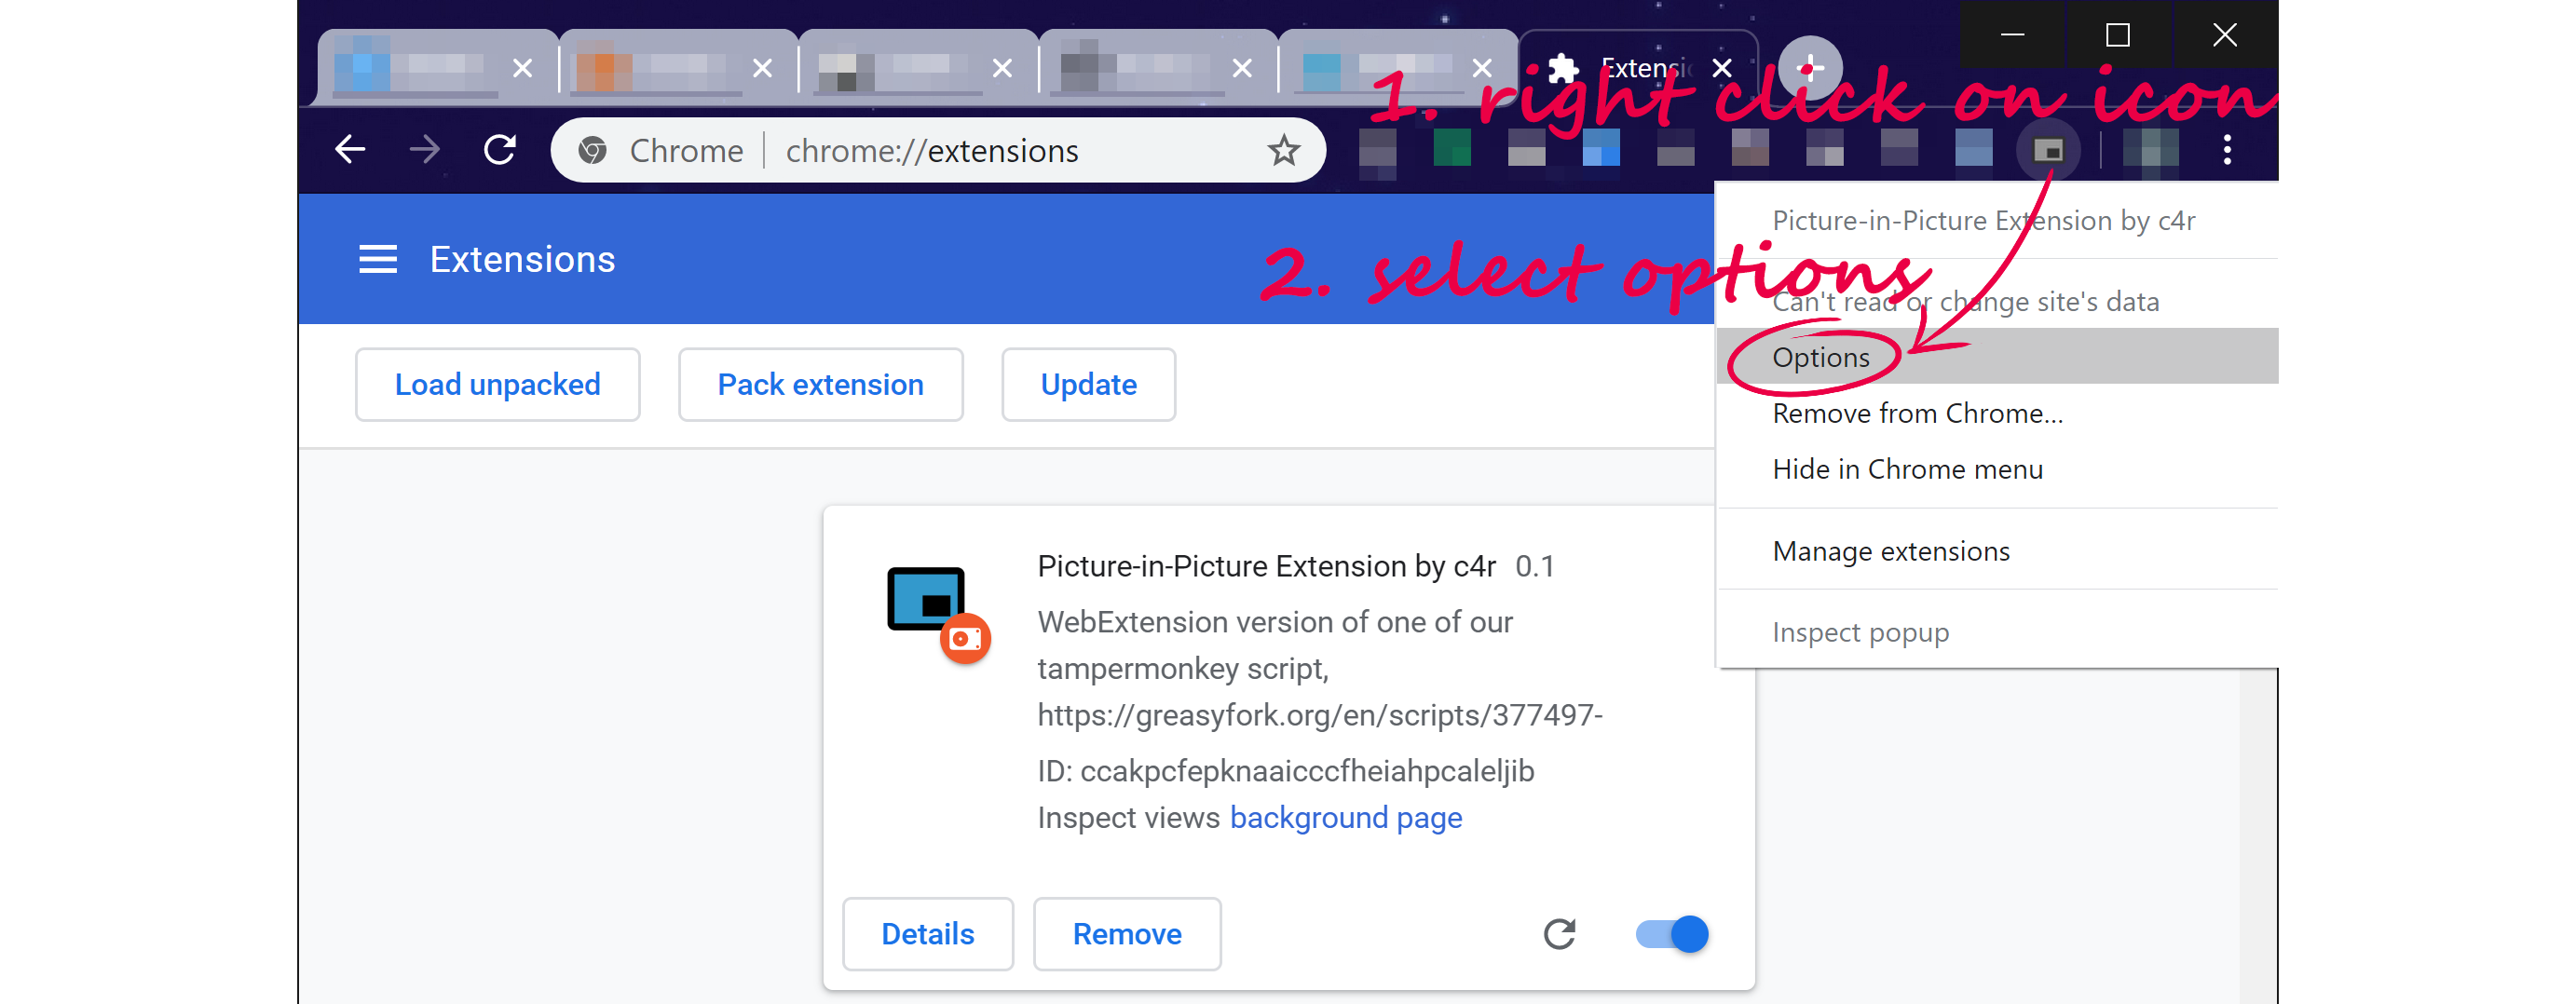 Extensi
1. right click on icon
Chrome
chrome://extensions
Extensions
2. select options
Picture-in-Picture Extension by c4r
Can't read or change site's data
Options
Remove from Chrome...
Hide in Chrome menu
Manage extensions
Inspect popup
Load unpacked
Pack extension
Update
Picture-in-Picture Extension by c4r 0.1
WebExtension version of one of our
tampermonkey script,
https://greasyfork.org/en/scripts/377497-
ID: ccakpcfepknaaicccfheiahpcaleljib
Inspect views background page
Details
Remove